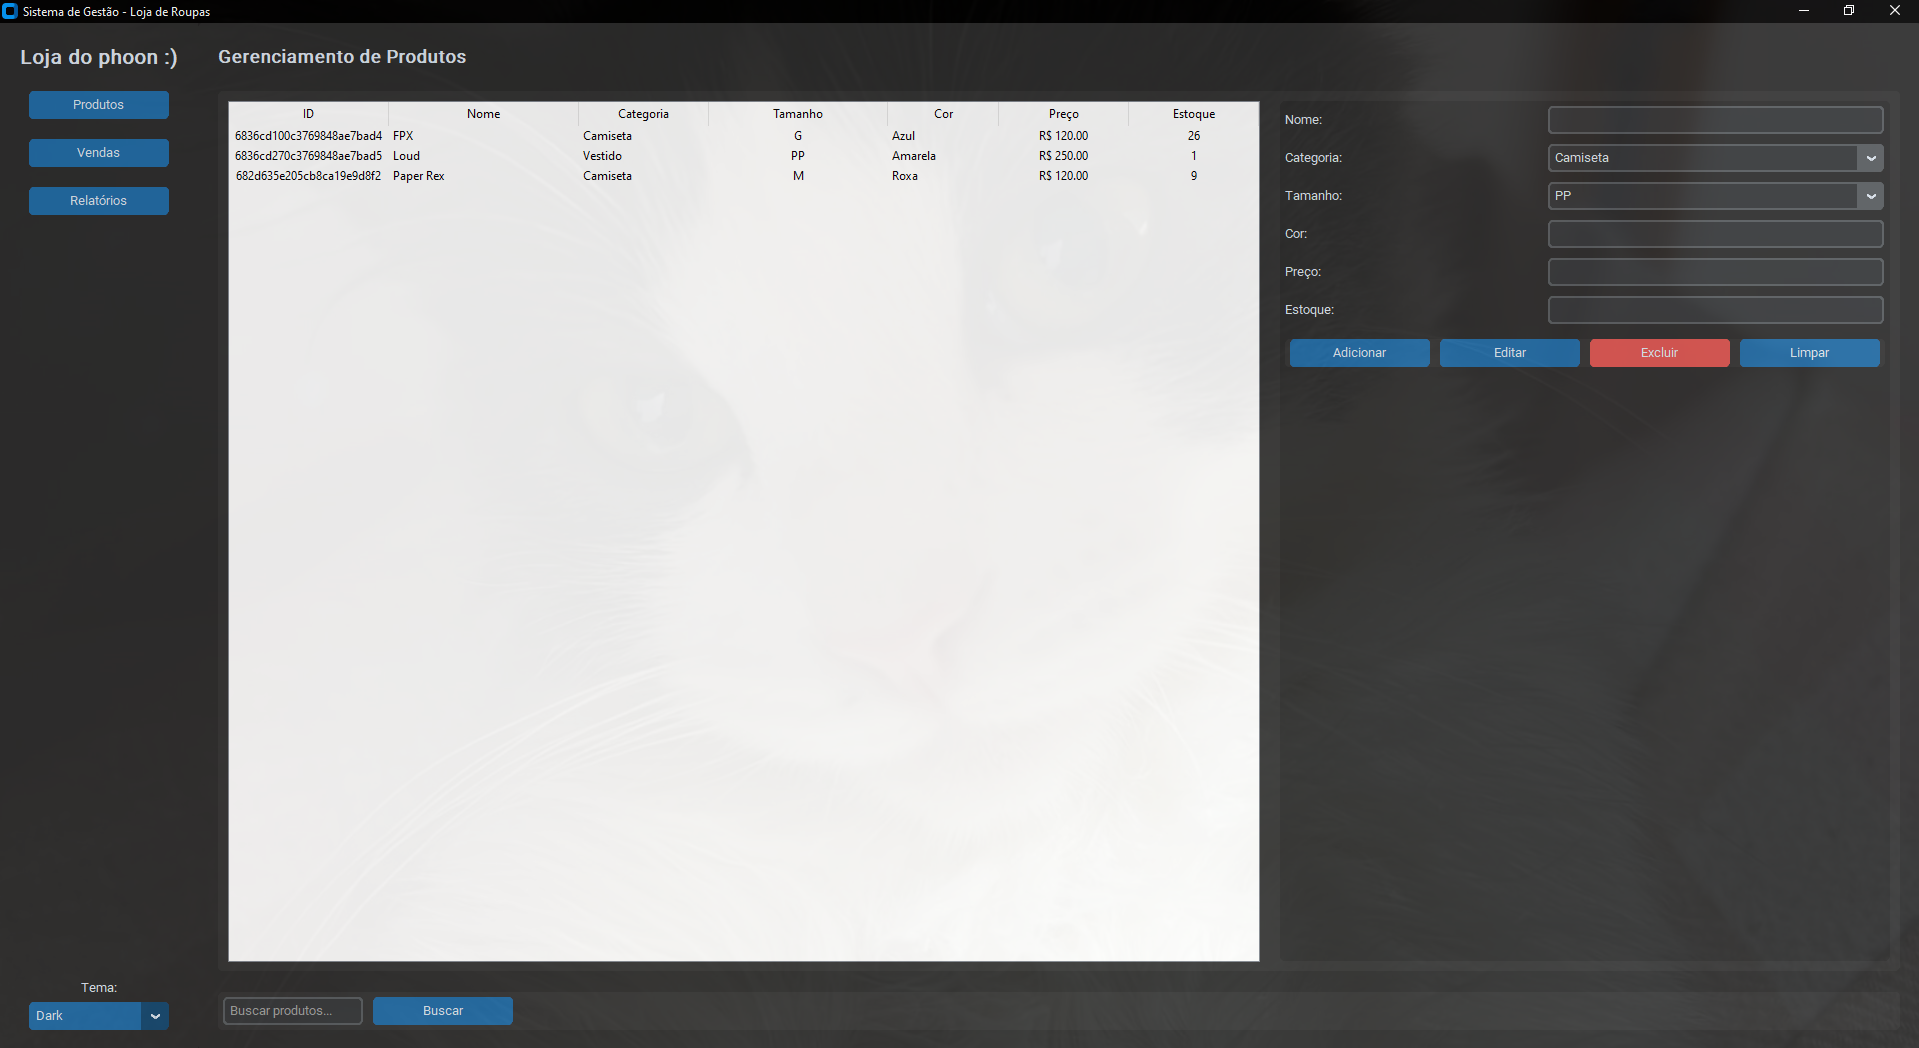 Sistema de Gestão - Loja de Roupas
Loja do phoon :)
Produtos
Vendas
Relatórios
Tema:
Dark
Gerenciamento de Produtos
ID Nome Categoria Tamanho Cor Preço Estoque
6836cd100c3769848ae7bad4 FPX Camiseta G Azul R$ 120.00 26
6836cd270c3769848ae7bad5 Loud Vestido PP Amarela R$ 250.00 1
682d635e205cb8ca19e9d8f2 Paper Rex Camiseta M Roxa R$ 120.00 9
Nome:
Categoria: Camiseta
Tamanho: PP
Cor:
Preço:
Estoque:
Adicionar Editar Excluir Limpar
Buscar produtos... Buscar